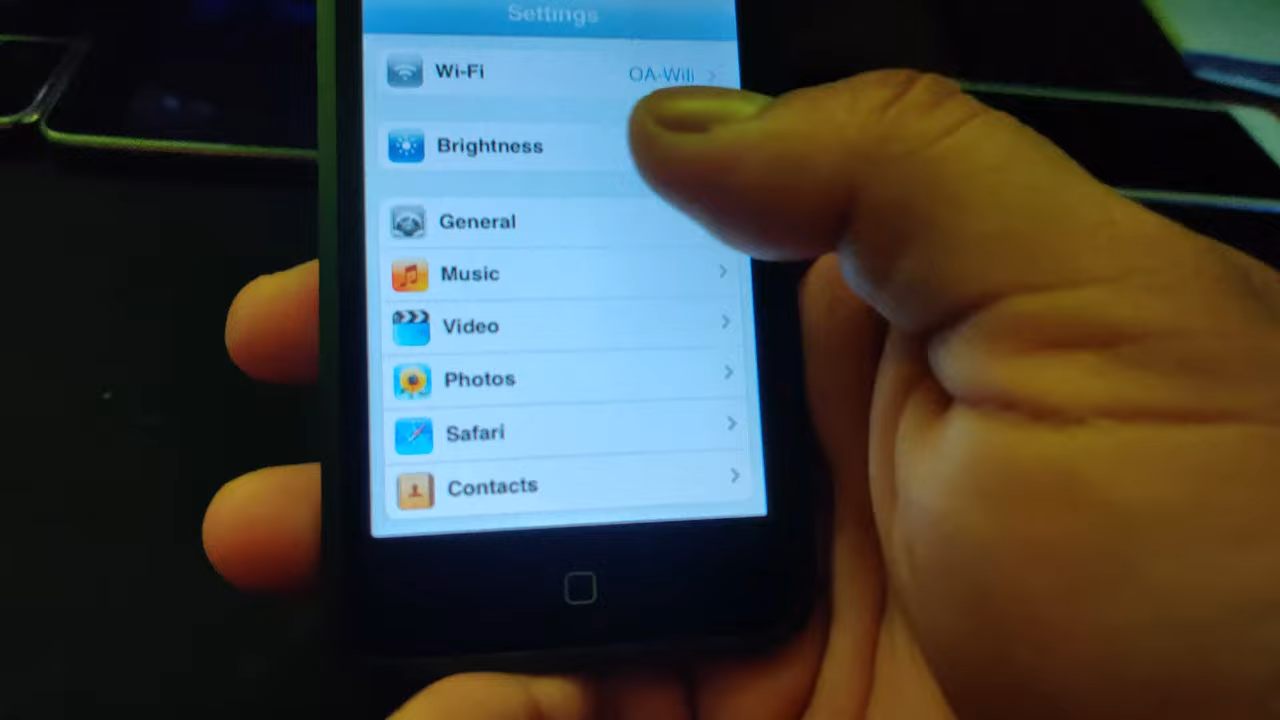 Settings
Wi-Fi OA-Wifi
Brightness
General
Music
Video
Photos
Safari
Contacts